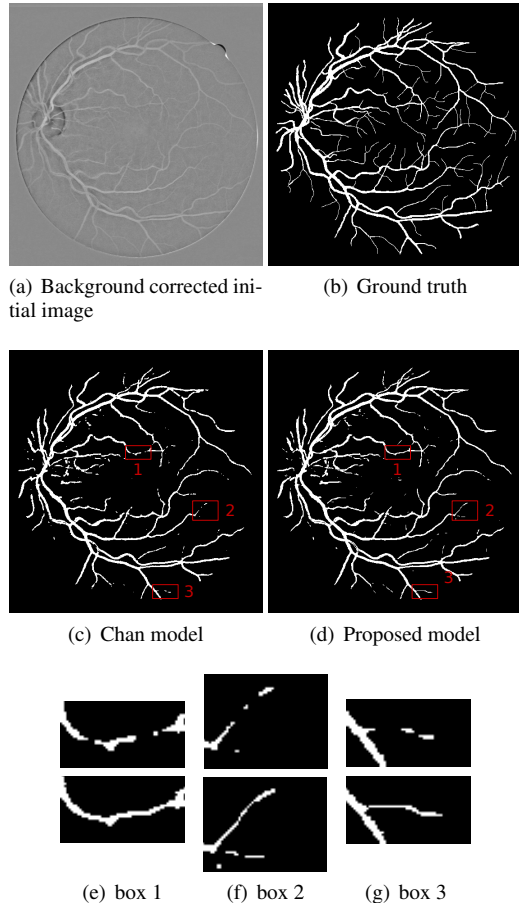 (a) Background corrected ini-
tial image
(b) Ground truth
1
2
3
1
2
3
(c) Chan model
(d) Proposed model
(e) box 1
(f) box 2
(g) box 3